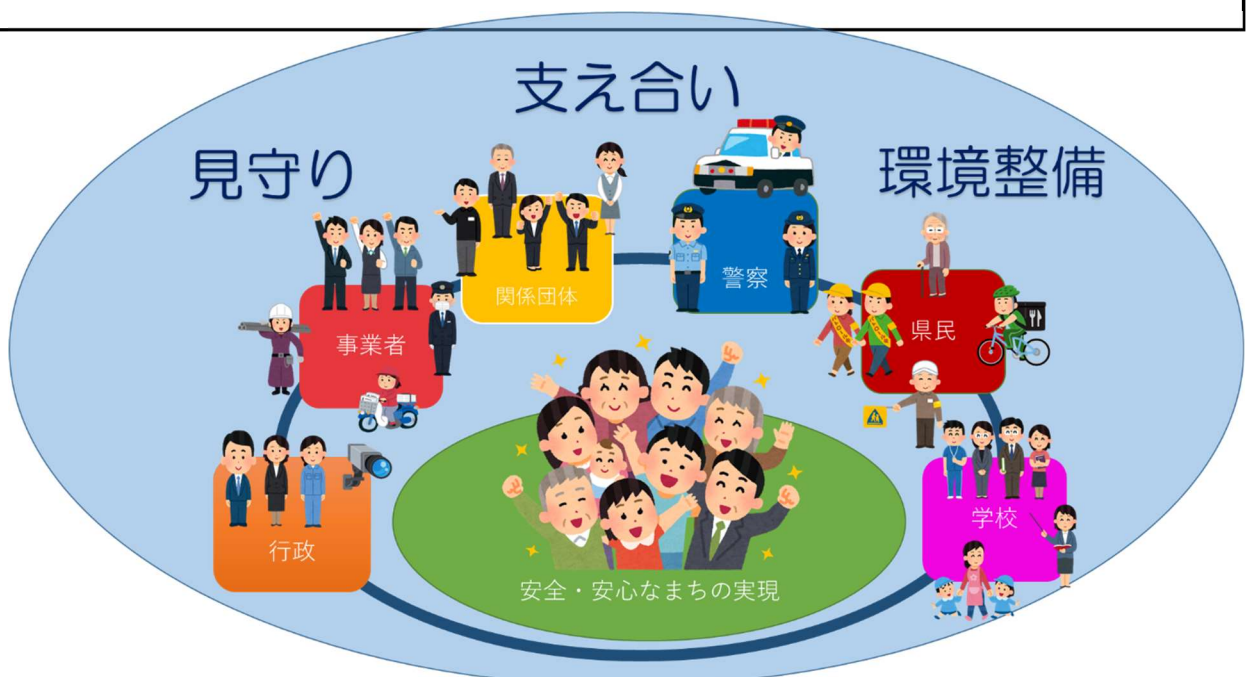 支え合い
見守り
環境整備
関係団体
警察
事業者
県民
行政
学校
安全・安心なまちの実現